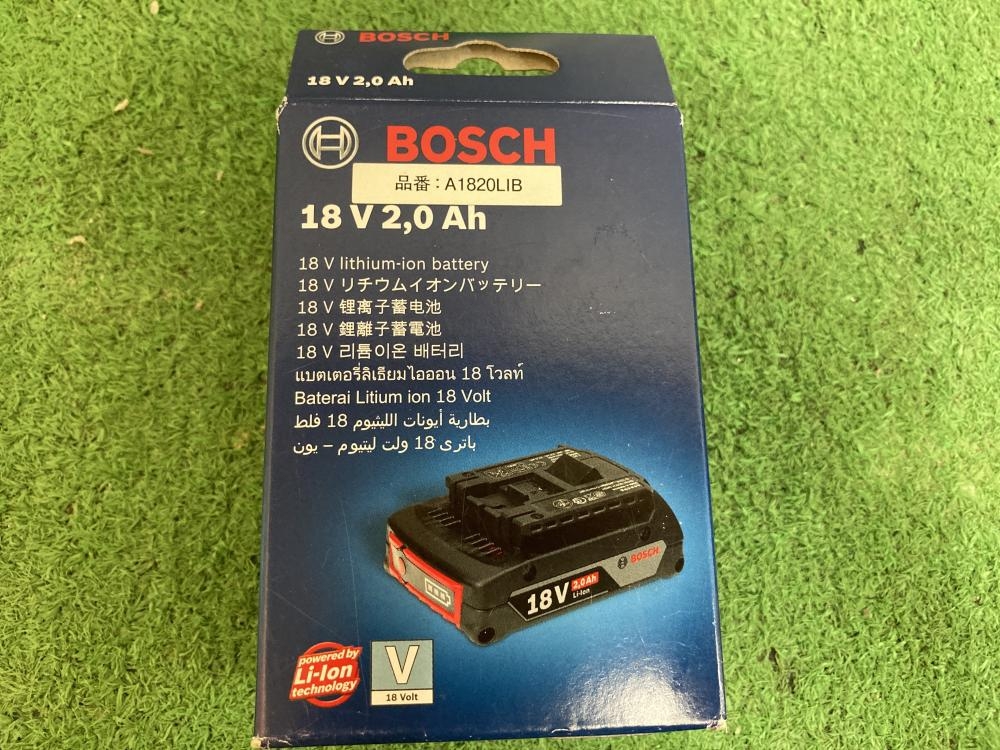 BOSCH
18 V 2,0 Ah
BOSCH
品番：A1820LIB
18 V 2,0 Ah
18 V lithium-ion battery
18 V リチウムイオンバッテリー
18 V 锂离子蓄电池
18 V 鋰離子蓄電池
18 V 리튬이온 배터리
แบตเตอรี่ลิเธียมไอออน 18 โวลท์
Baterai Litium ion 18 Volt
بطارية أيونات الليثيوم 18 فلط
باتری 18 ولت لیتیوم – یون
BOSCH
18V 2,0 Ah
Li-Ion
powered by
Li-Ion
technology
V
18 Volt